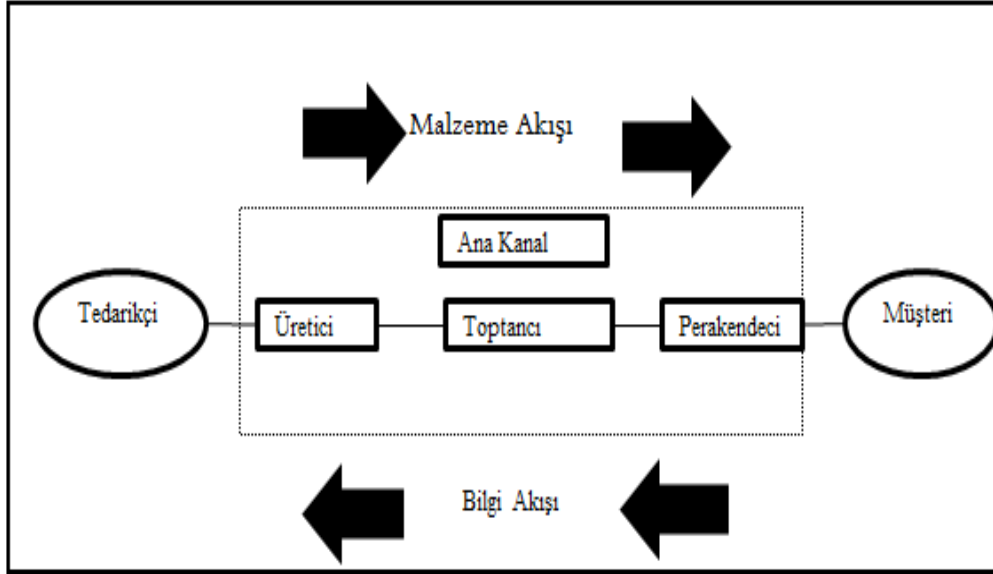 Malzeme Akışı
Ana Kanal
Tedarikçi
Üretici
Toptancı
Perakendeci
Müşteri
Bilgi Akışı